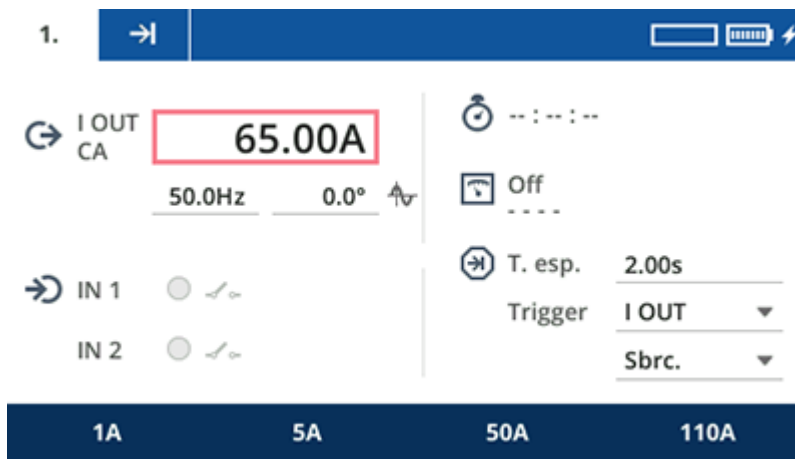 1.
I OUT
CA
65.00A
50.0Hz 0.0°
IN 1
IN 2
-- : -- : --
Off
- - - -
T. esp. 2.00s
Trigger I OUT
Sbrc.
1A 5A 50A 110A